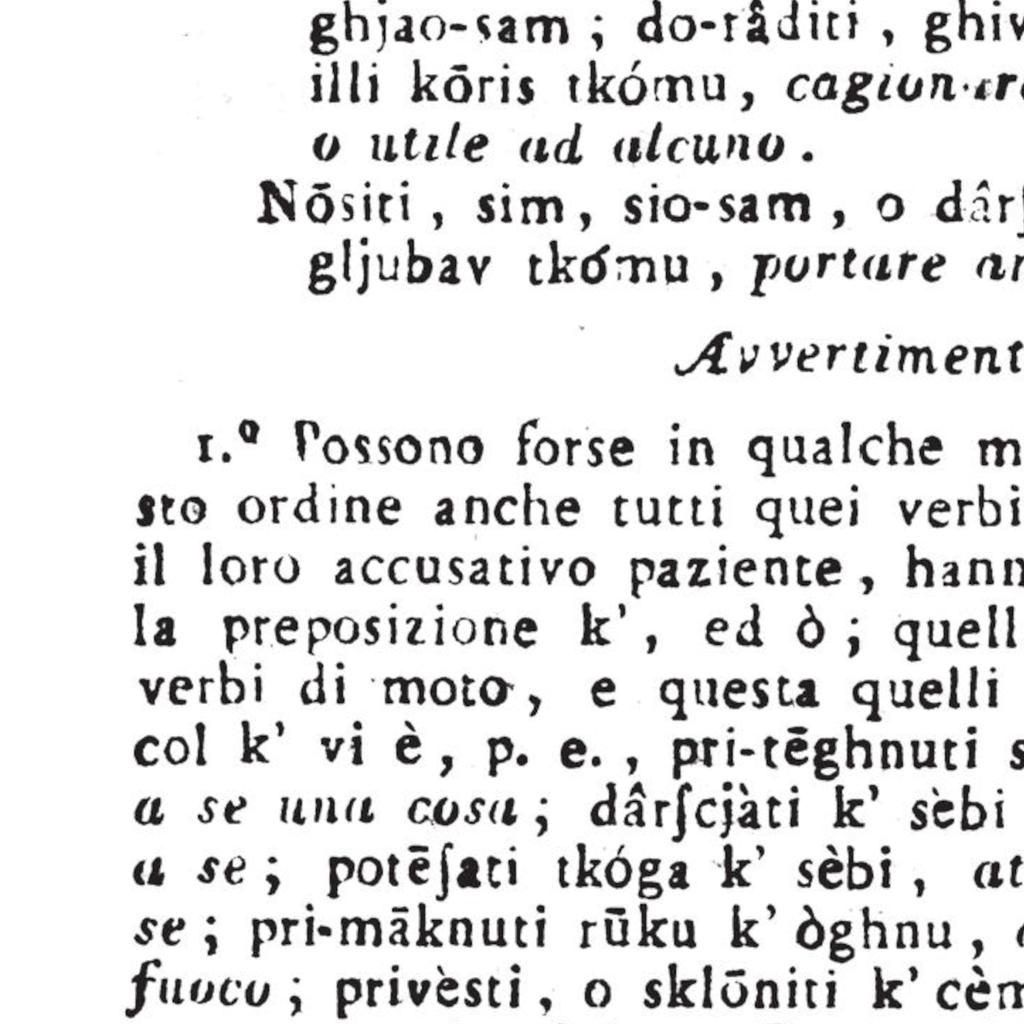 ghjao-sam ; do-râditi , ghiv
illi kōris tkómu, cagion
o utile ad alcuno .
Nōsiti , sim, sio-sam , o dârſ
gljubav tkómu , portare
Avvertiment
1.º Possono forse in qualche m
sto ordine anche tutti quei verbi
il loro accusativo paziente , hann
la preposizione k’, ed ò ; quell
verbi di moto, e questa quelli
col k’ vi è, p. e., pri-tēghnuti s
a se una cosa ; dârſcjàti k’ sèbi
a se ; potēſati tkóga k’ sèbi , at
se ; pri-māknuti rūku k’ òghnu ,
fuoco ; privèsti , o sklōniti k’ cèm